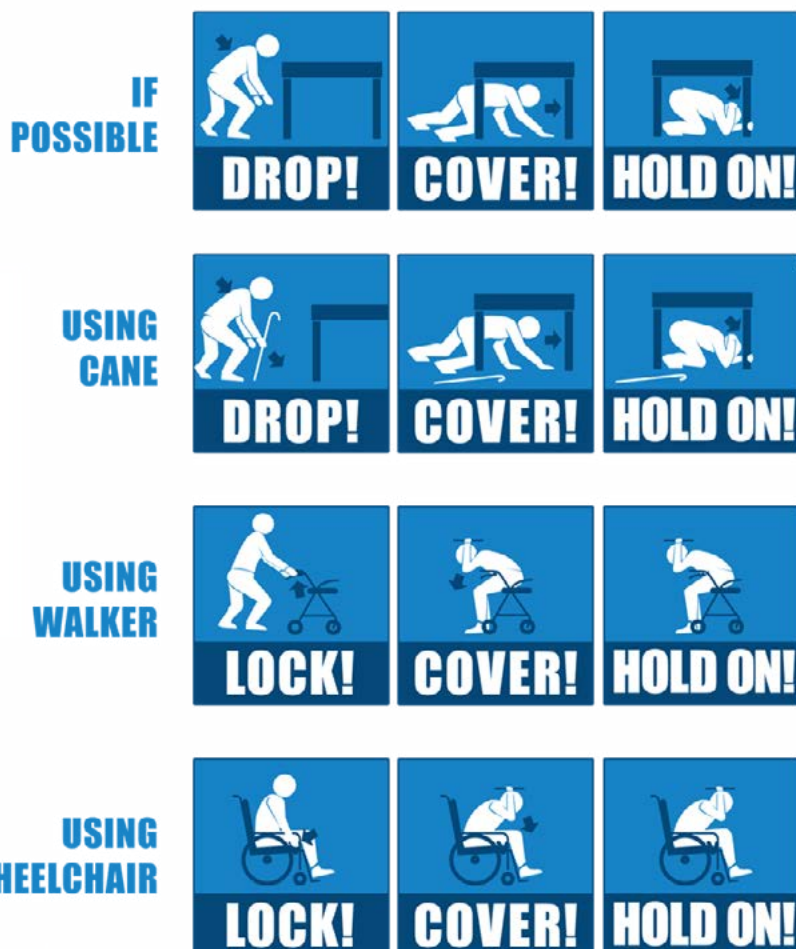 IF
POSSIBLE
DROP!
COVER!
HOLD ON!
USING
CANE
DROP!
COVER!
HOLD ON!
USING
WALKER
LOCK!
COVER!
HOLD ON!
USING
HEELCHAIR
LOCK!
COVER!
HOLD ON!